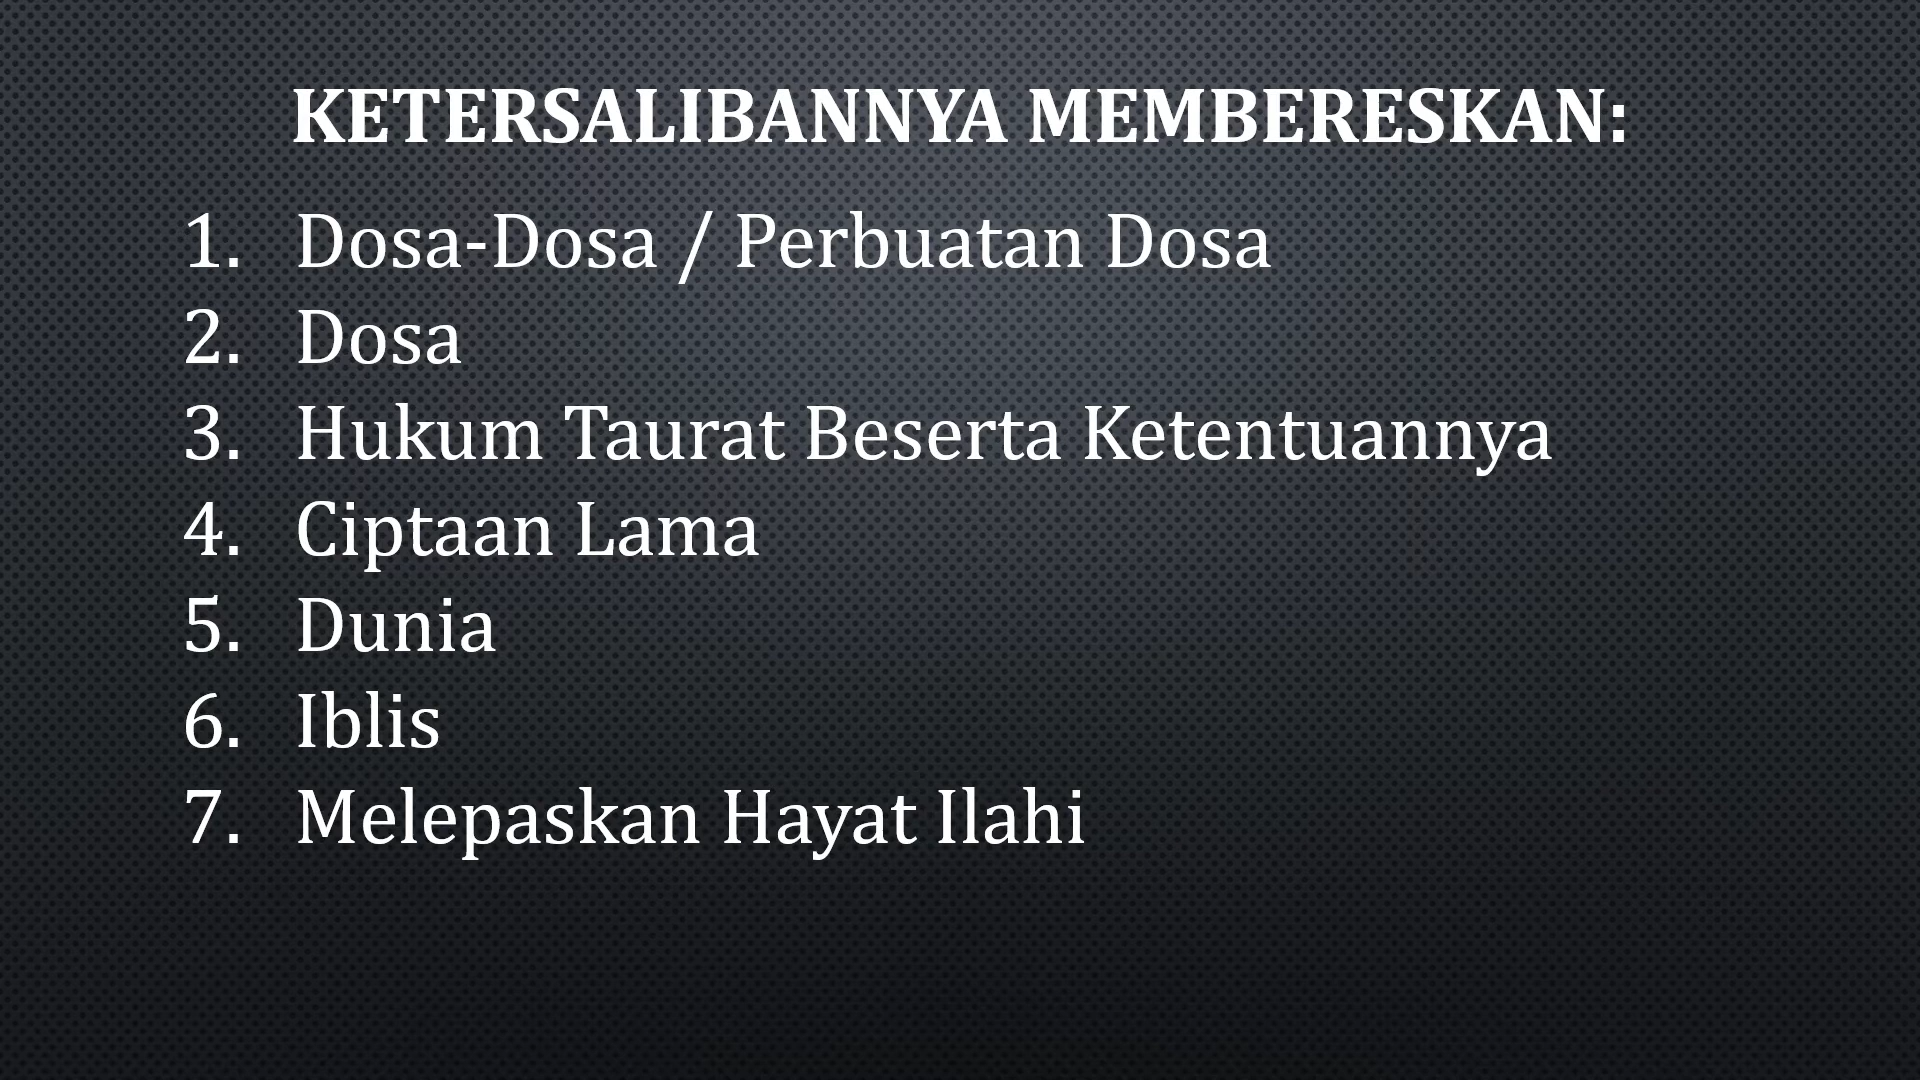 KETERSALIBANNYA MEMBERESKAN:
1. Dosa-Dosa / Perbuatan Dosa
2. Dosa
3. Hukum Taurat Beserta Ketentuannya
4. Ciptaan Lama
5. Dunia
6. Iblis
7. Melepaskan Hayat Ilahi